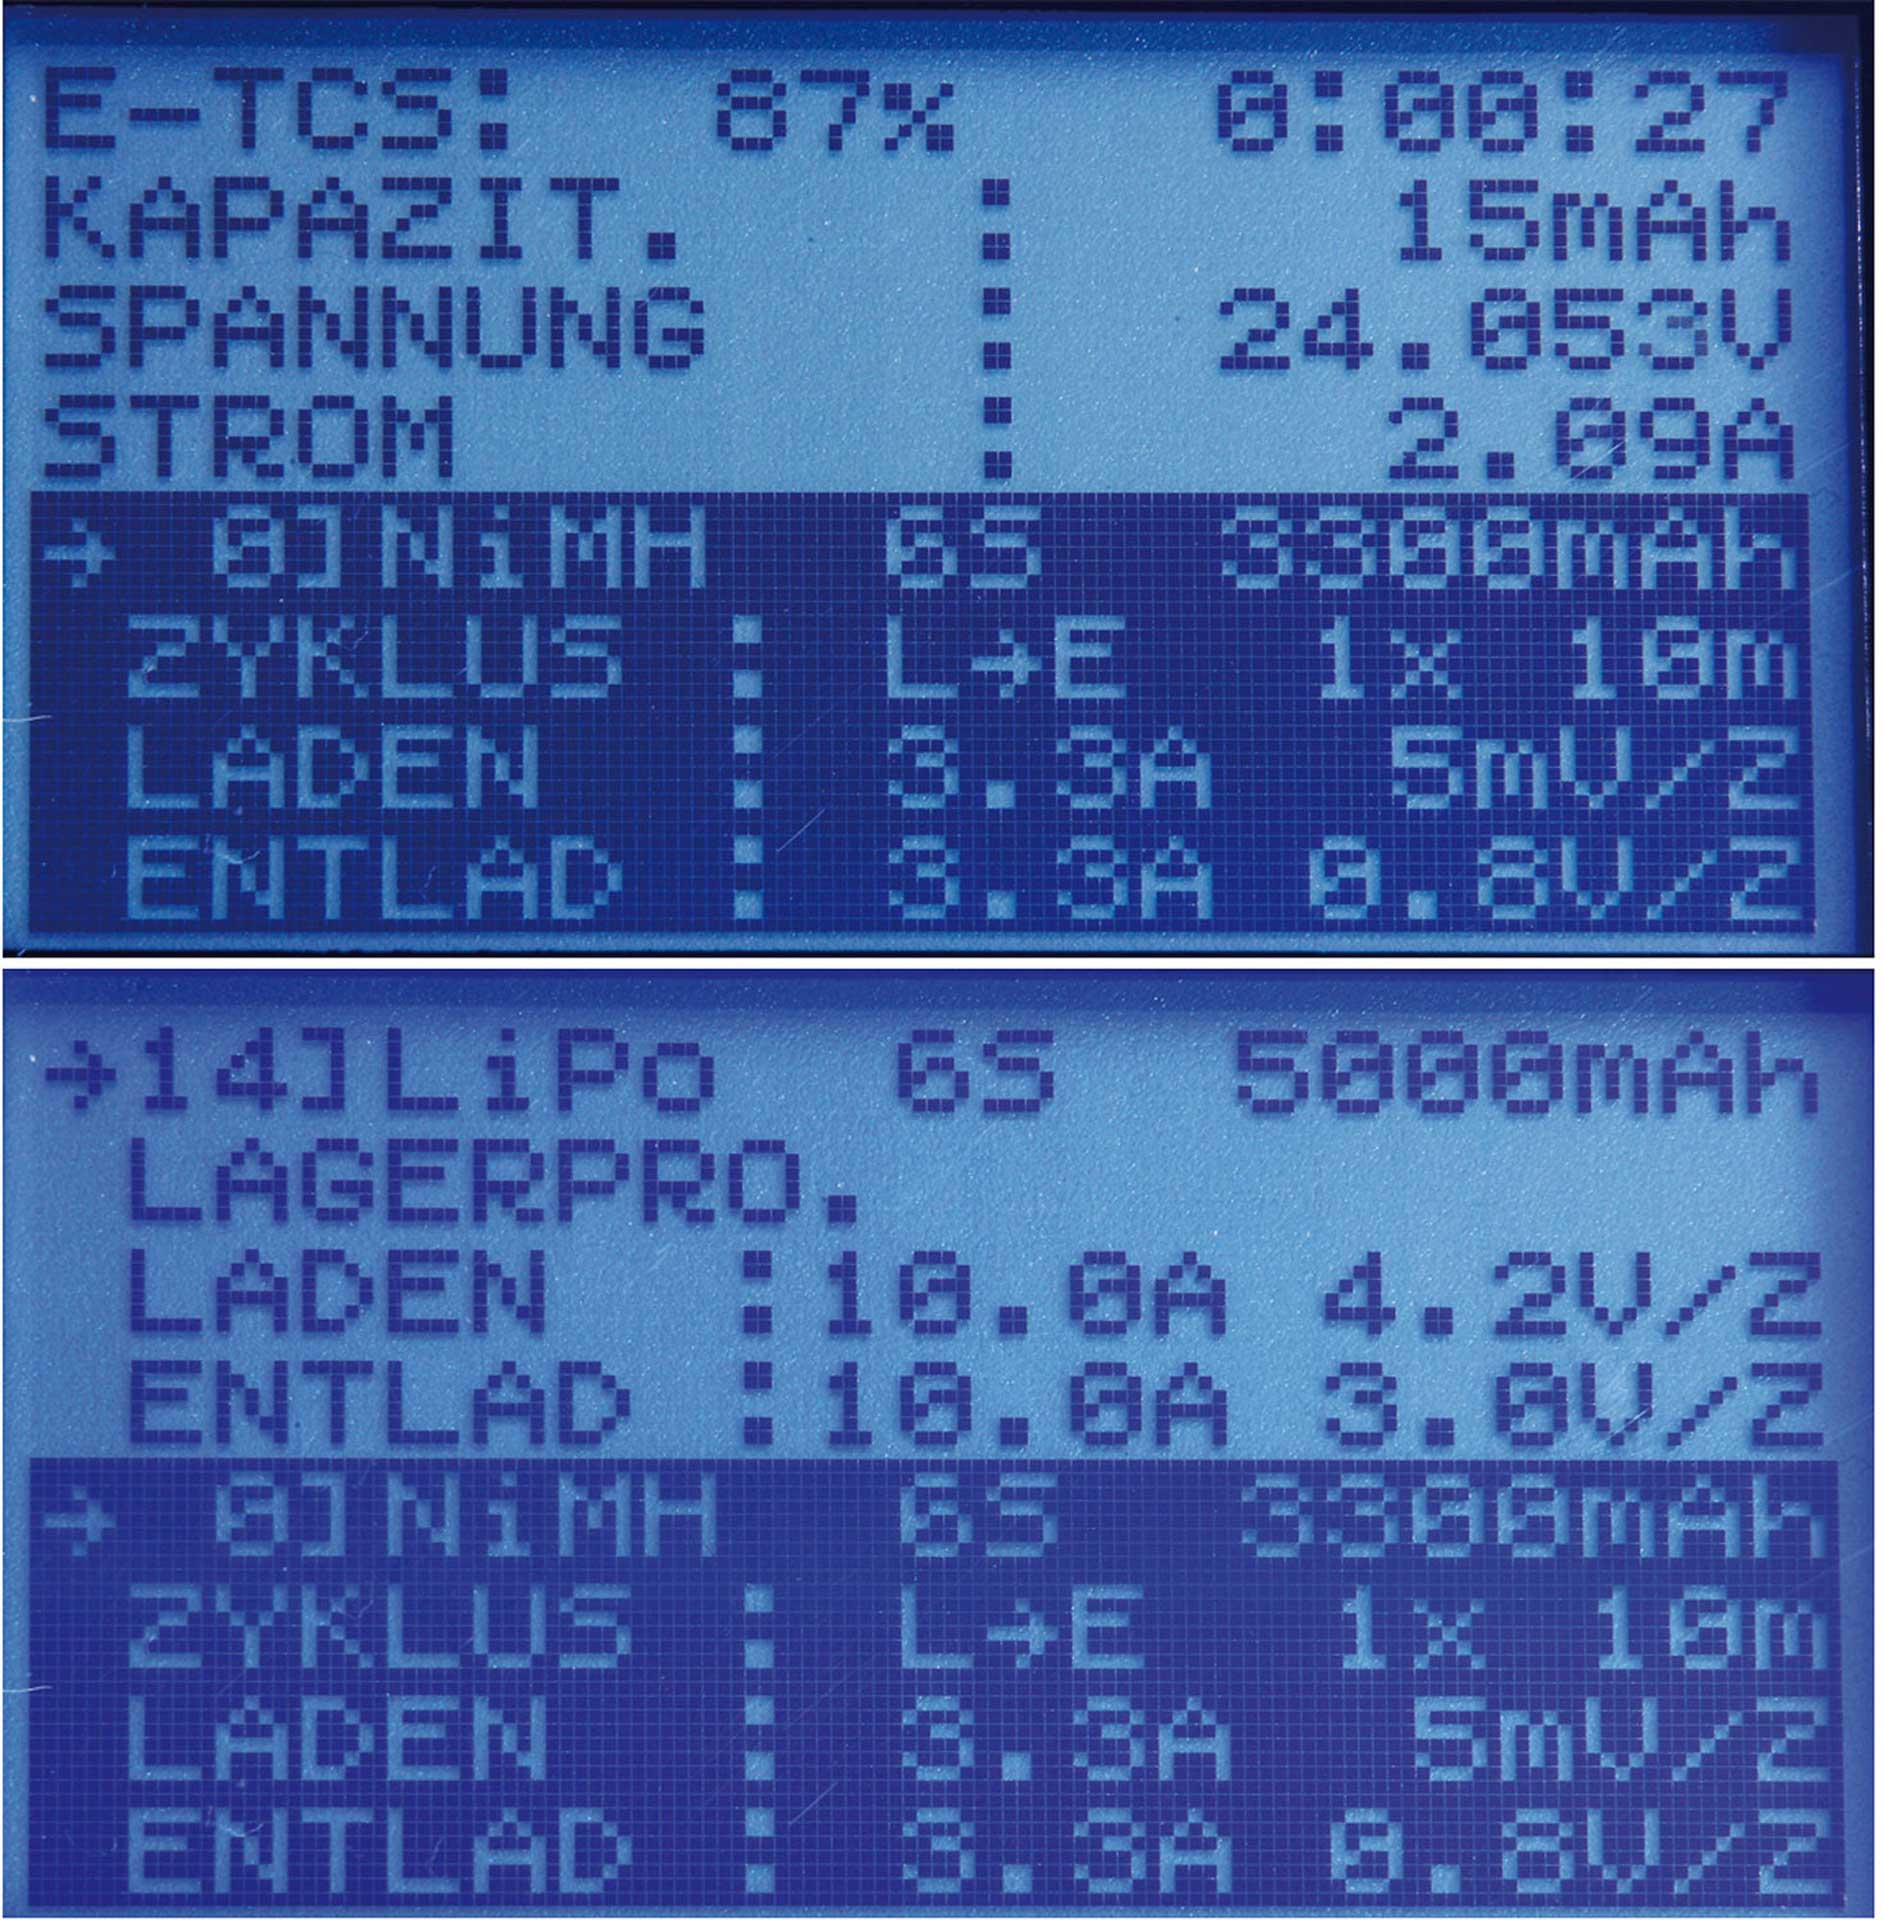 E-TCS: 87% 0:00:27
KAPAZIT. : 15mAh
SPANNUNG : 24.053V
STROM : 2.09A
→ 0]NiMH 6S 3300mAh
ZYKLUS : L→E 1x 10m
LADEN : 3.3A 5mV/Z
ENTLAD : 3.3A 0.8V/Z
→14]LiPo 6S 5000mAh
LAGERPRO.
LADEN :10.0A 4.2V/Z
ENTLAD :10.0A 3.0V/Z
→ 0]NiMH 6S 3300mAh
ZYKLUS : L→E 1x 10m
LADEN : 3.3A 5mV/Z
ENTLAD : 3.3A 0.8V/Z